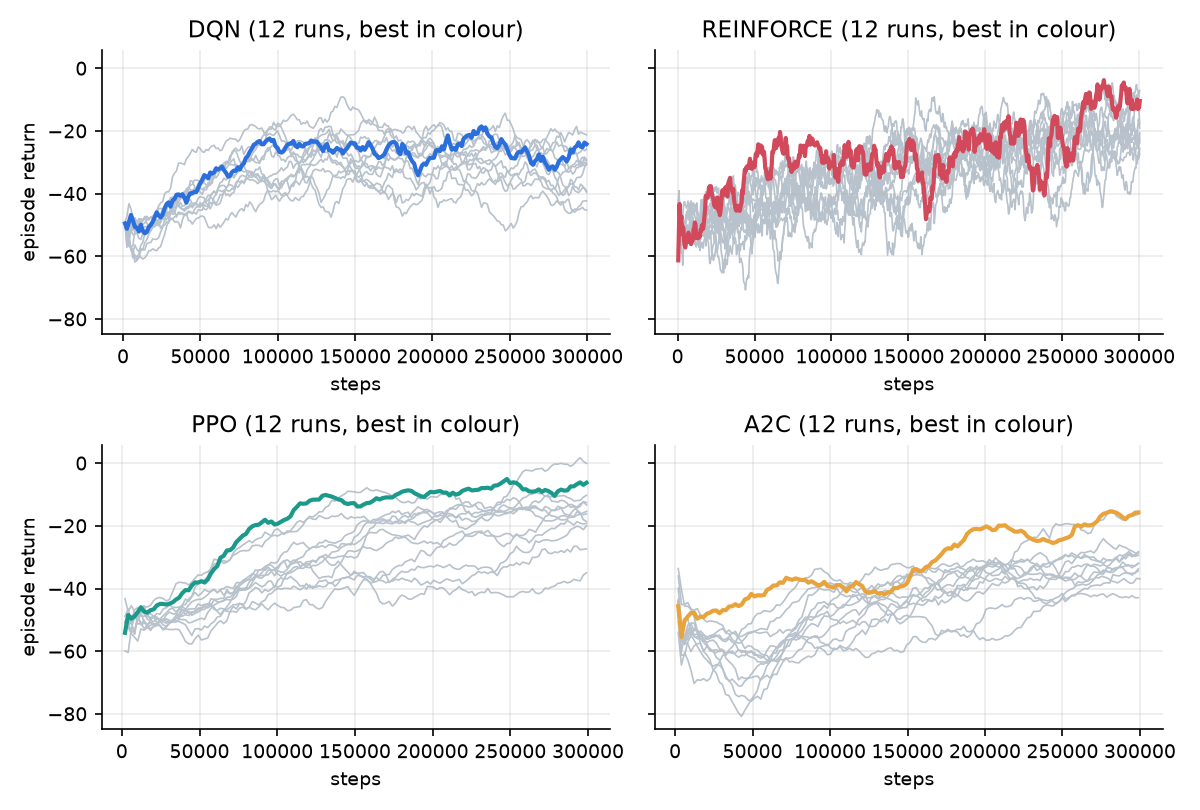 DQN (12 runs, best in colour)
REINFORCE (12 runs, best in colour)
0
−20
−40
−60
−80
episode return
0 50000 100000 150000 200000 250000 300000
0 50000 100000 150000 200000 250000 300000
steps
steps
PPO (12 runs, best in colour)
A2C (12 runs, best in colour)
0
−20
−40
−60
−80
episode return
0 50000 100000 150000 200000 250000 300000
0 50000 100000 150000 200000 250000 300000
steps
steps